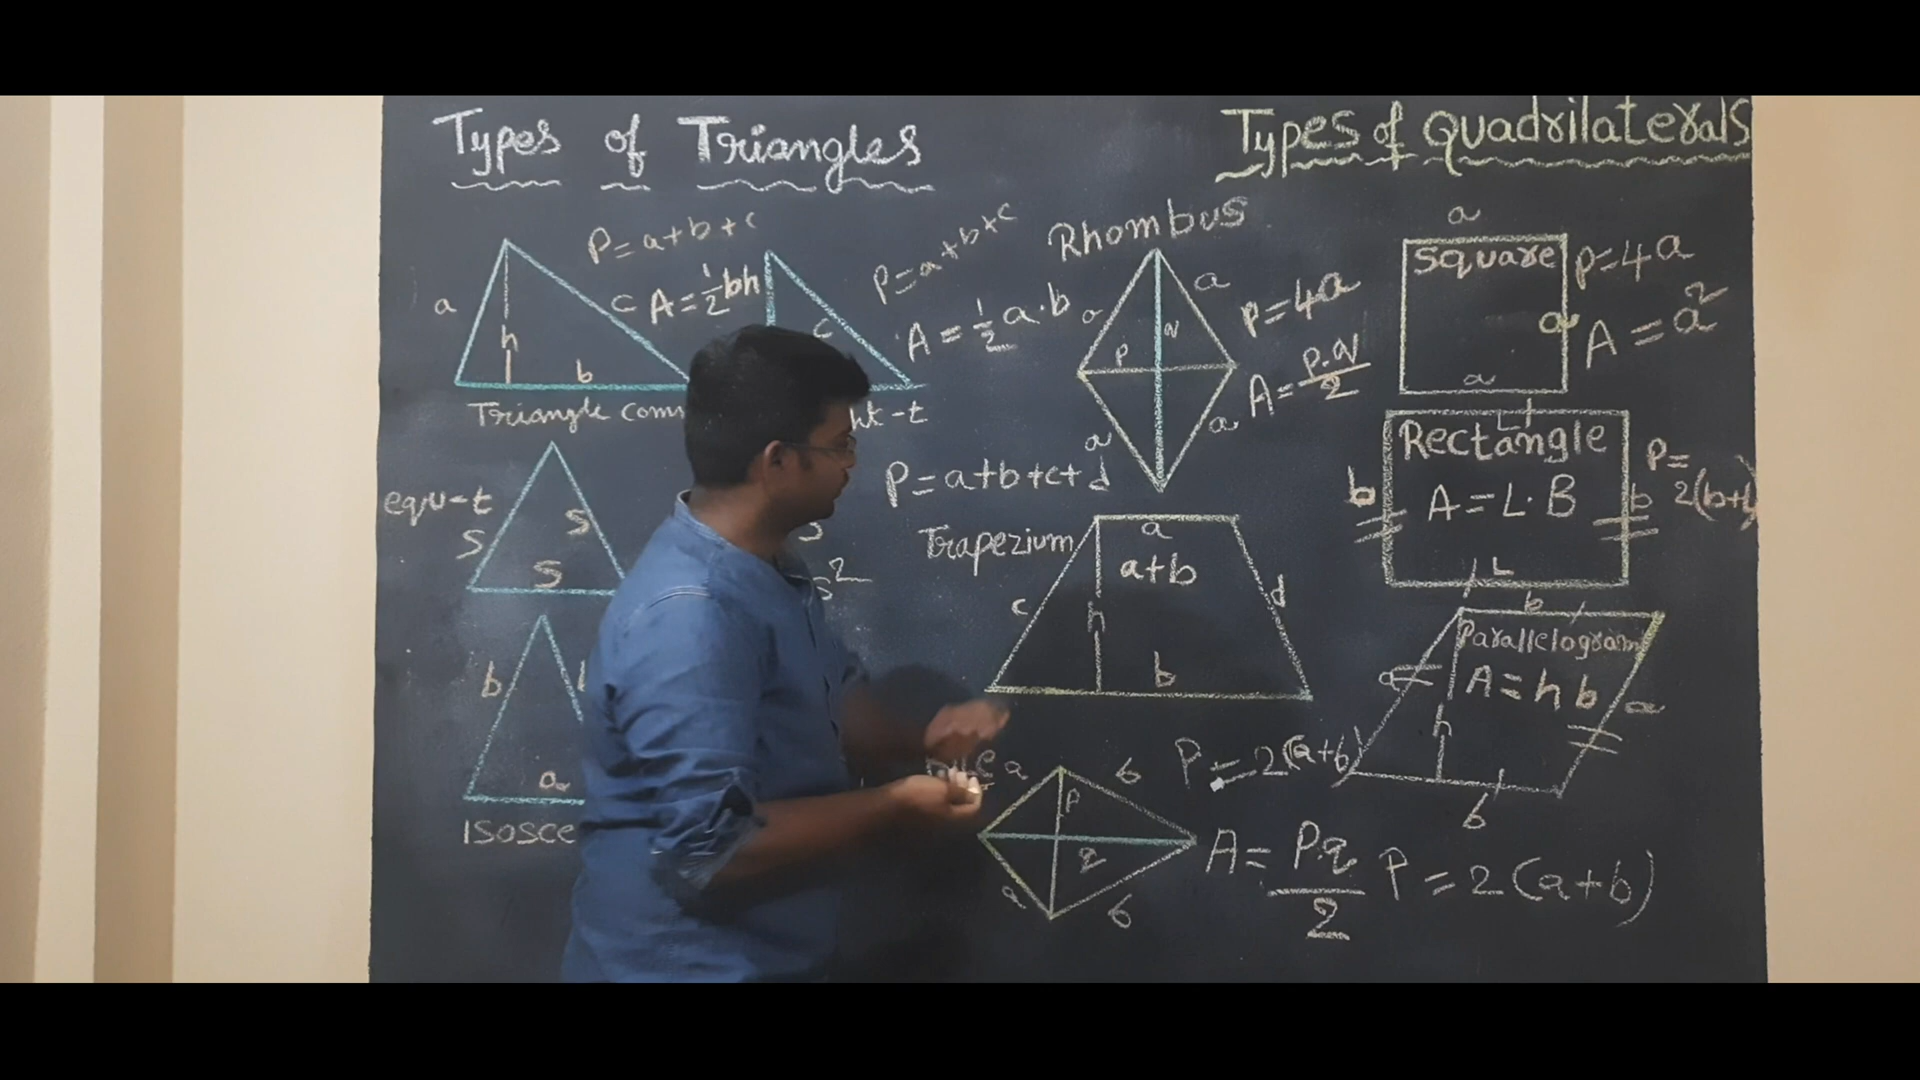 Types of Triangles
P=a+b+c
A=1/2bh
a
h
c
b
Triangle
P=a+b+c
A=1/2a.b
c
equ-t
S
S
S
S
S²
b
a
Types of Quadrilaterals
Rhombus
a
a
p
q
a
a
P=4a
A=p.q/2
P=a+b+c+d
Trapezium
a
a+b
c
h
d
b
a
b
p
q
a
b
P=2(a+b)
A=p.q/2
a
Square
a
a
P=4a
A=a²
L
Rectangle
b
A=L.B
b
L
P=
2(b+L)
b
Parallelogram
a
A=hb
a
h
b
P=2(a+b)